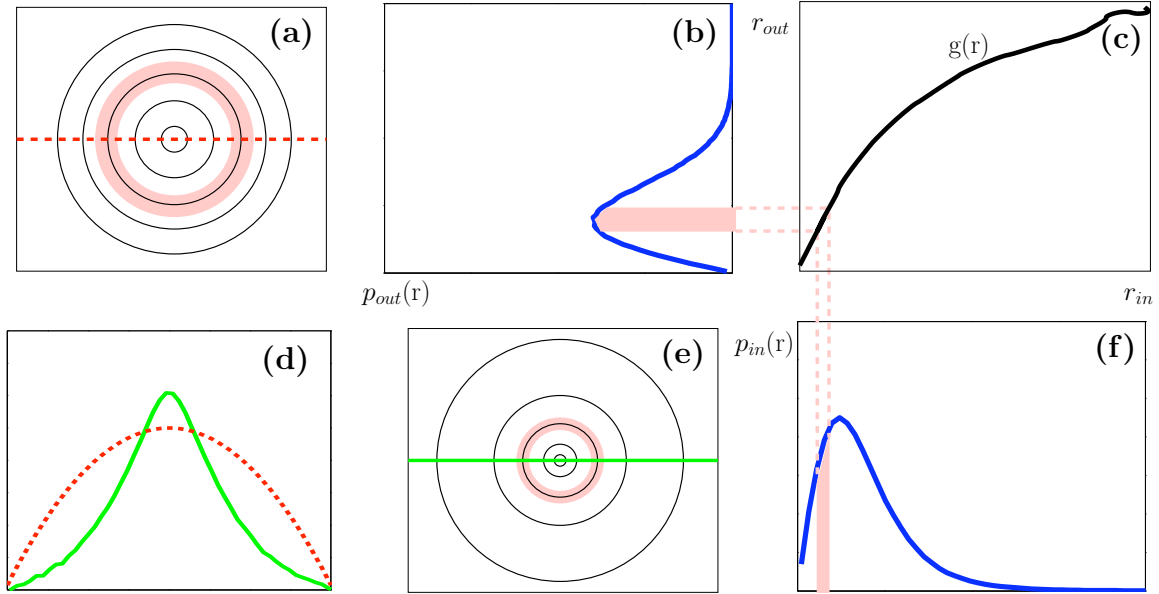 (a)
(b)
r_out
g(r)
(c)
p_out(r)
r_in
(d)
(e)
p_in(r)
(f)